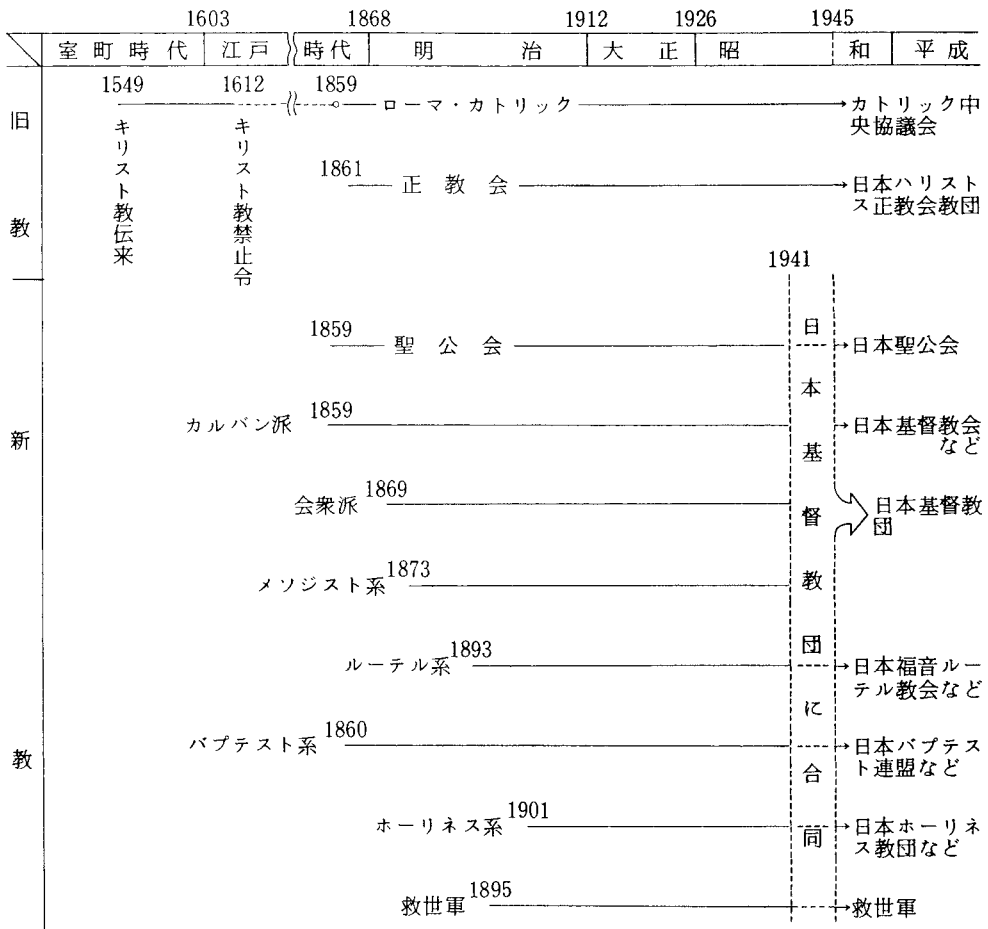 1603 1868 1912 1926 1945
室町時代 江戸 時代 明治 大正 昭和 平成
旧教
1549 1612 1859
キリスト教伝来
キリスト教禁止令
ローマ・カトリック
カトリック中
央協議会
1861
正教会
日本ハリスト
ス正教会教団
1941
日本基督教団に合同
新教
1859
聖公会
日本聖公会
カルバン派 1859
日本基督教会
など
会衆派 1869
日本基督教
団
メソジスト系 1873
ルーテル系 1893
日本福音ルー
テル教会など
バプテスト系 1860
日本バプテス
ト連盟など
ホーリネス系 1901
日本ホーリネ
ス教団など
救世軍 1895
救世軍